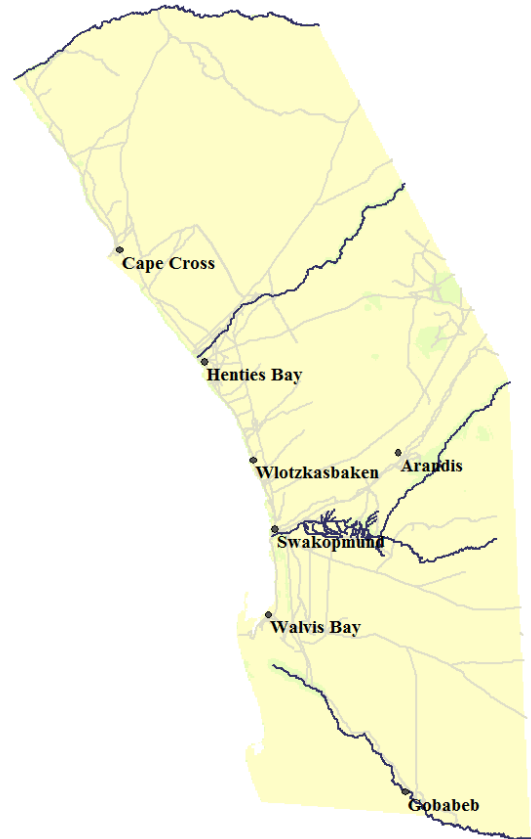 Cape Cross
Henties Bay
Arandis
Wlotzkasbaken
Swakopmund
Walvis Bay
Gobabeb